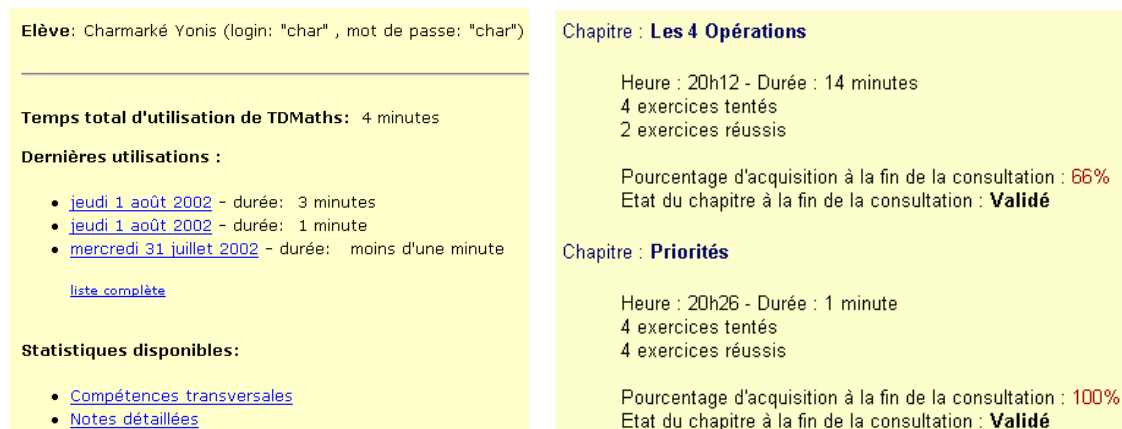 Elève: Charmarké Yonis (login: "char" , mot de passe: "char")
Temps total d'utilisation de TDMaths: 4 minutes
Dernières utilisations :
• jeudi 1 août 2002 - durée: 3 minutes
• jeudi 1 août 2002 - durée: 1 minute
• mercredi 31 juillet 2002 - durée: moins d'une minute
liste complète
Statistiques disponibles:
• Compétences transversales
• Notes détaillées
Chapitre : Les 4 Opérations
Heure : 20h12 - Durée : 14 minutes
4 exercices tentés
2 exercices réussis
Pourcentage d'acquisition à la fin de la consultation : 66%
Etat du chapitre à la fin de la consultation : Validé
Chapitre : Priorités
Heure : 20h26 - Durée : 1 minute
4 exercices tentés
4 exercices réussis
Pourcentage d'acquisition à la fin de la consultation : 100%
Etat du chapitre à la fin de la consultation : Validé